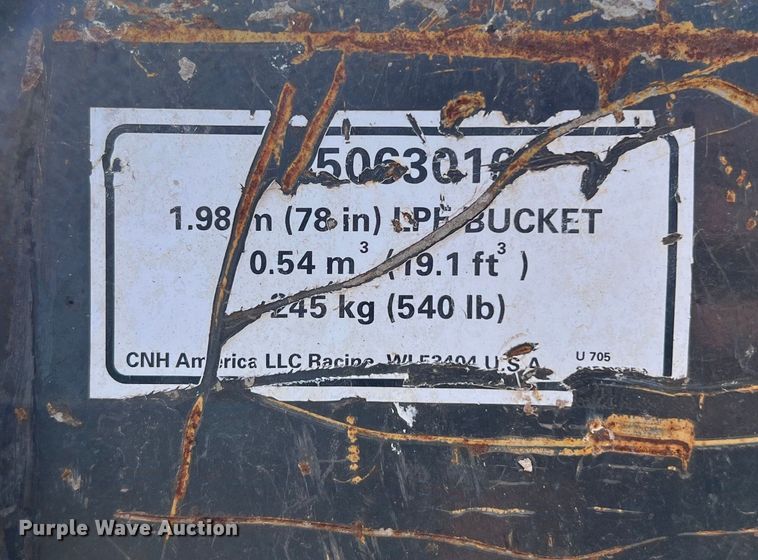 1.98 m (78 in) LPE BUCKET
0.54 m³ (19.1 ft³)
245 kg (540 lb)
CNH America LLC Racine, WI 53404 U.S.A.
U 705
Purple Wave Auction